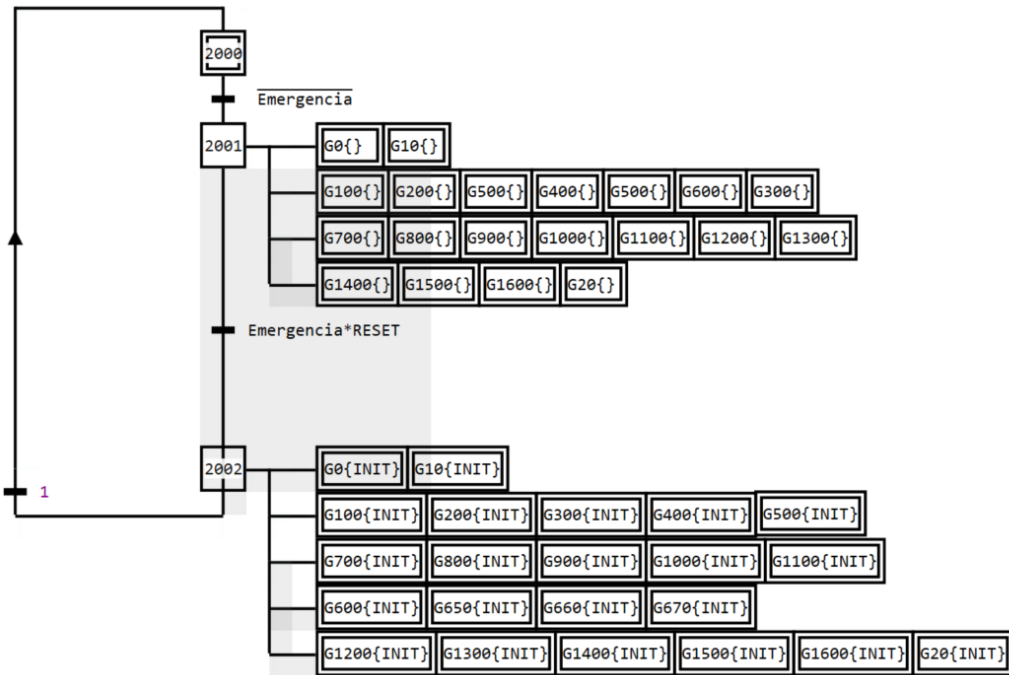 2000
Emergencia
2001 G0{} G10{}
G100{} G200{} G500{} G400{} G500{} G600{} G300{}
G700{} G800{} G900{} G1000{} G1100{} G1200{} G1300{}
G1400{} G1500{} G1600{} G20{}
Emergencia*RESET
2002 G0{INIT} G10{INIT}
1
G100{INIT} G200{INIT} G300{INIT} G400{INIT} G500{INIT}
G700{INIT} G800{INIT} G900{INIT} G1000{INIT} G1100{INIT}
G600{INIT} G650{INIT} G660{INIT} G670{INIT}
G1200{INIT} G1300{INIT} G1400{INIT} G1500{INIT} G1600{INIT} G20{INIT}